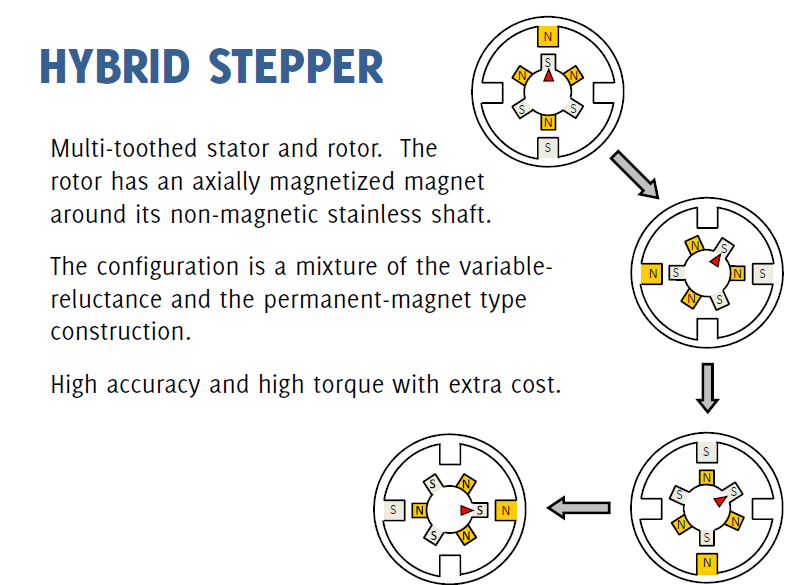 HYBRID STEPPER
Multi-toothed stator and rotor. The
rotor has an axially magnetized magnet
around its non-magnetic stainless shaft.
The configuration is a mixture of the variable-
reluctance and the permanent-magnet type
construction.
High accuracy and high torque with extra cost.
N
S
N N
S S
N
S
N S
N S N S
N S
S
N
S S
N N
S
N
S N
S N S N
S N